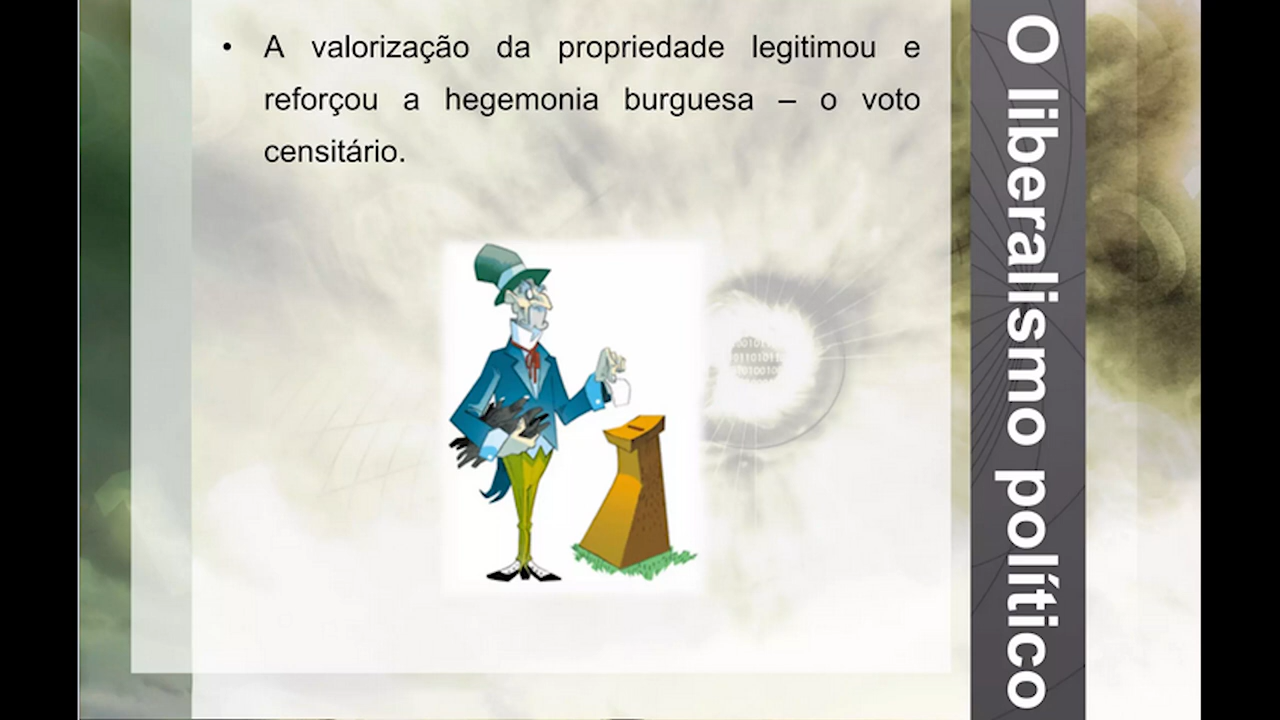 • A valorização da propriedade legitimou e
reforçou a hegemonia burguesa – o voto
censitário.
O liberalismo político